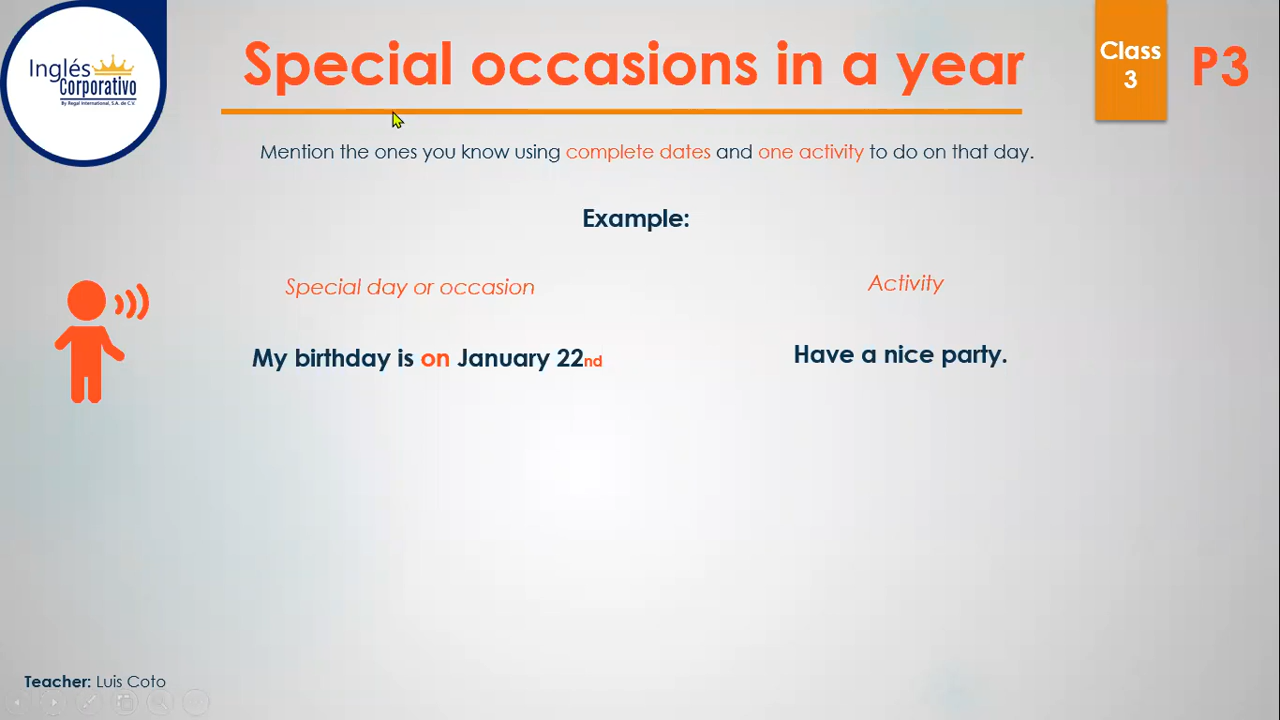 Inglés
Corporativo
By Regal International, S.A. de C.V.
Special occasions in a year
Class
3
P3
Mention the ones you know using complete dates and one activity to do on that day.
Example:
Special day or occasion
Activity
My birthday is on January 22nd
Have a nice party.
Teacher: Luis Coto